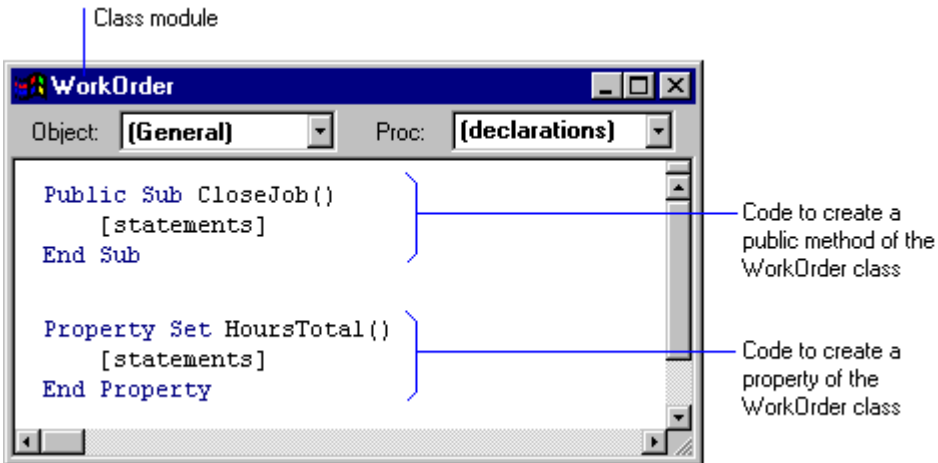 Class module
WorkOrder
Object: (General) Proc: (declarations)
Public Sub CloseJob()
[statements]
End Sub
Code to create a
public method of the
WorkOrder class
Property Set HoursTotal()
[statements]
End Property
Code to create a
property of the
WorkOrder class